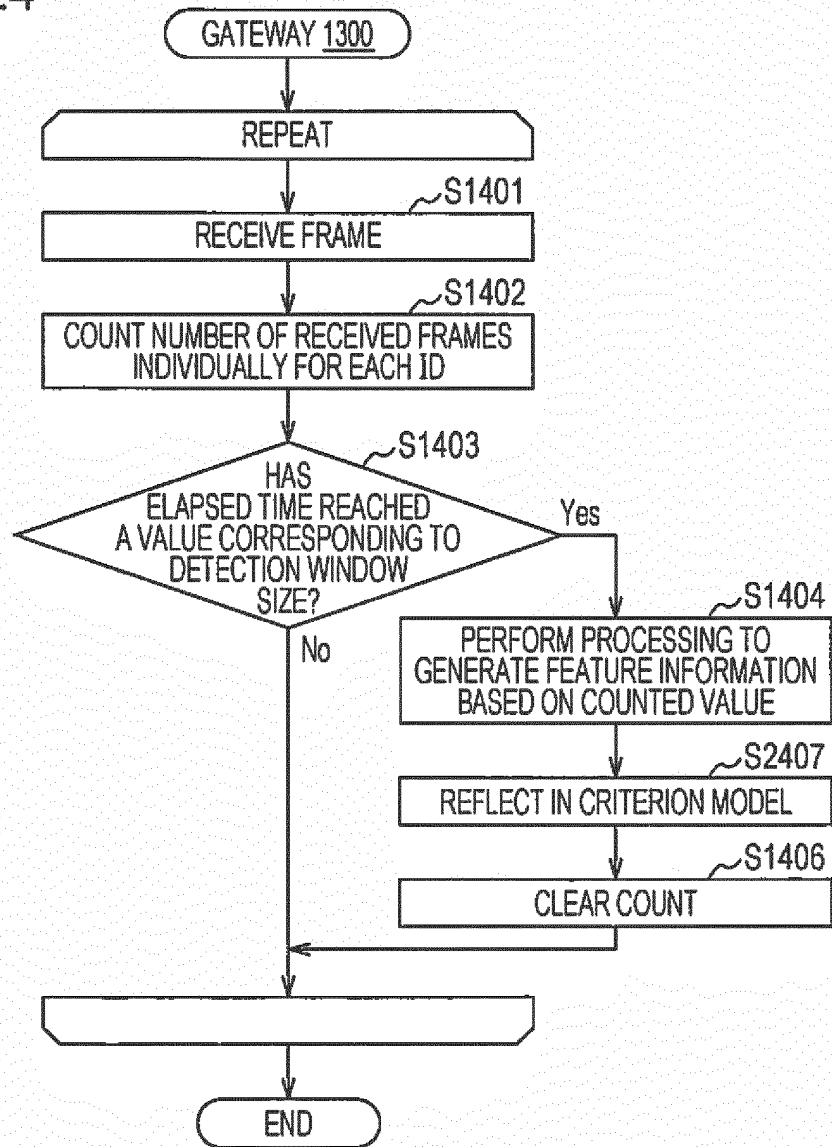 GATEWAY 1300
REPEAT
S1401
RECEIVE FRAME
S1402
COUNT NUMBER OF RECEIVED FRAMES
INDIVIDUALLY FOR EACH ID
S1403
HAS
ELAPSED TIME REACHED
A VALUE CORRESPONDING TO
DETECTION WINDOW
SIZE?
Yes
No
S1404
PERFORM PROCESSING TO
GENERATE FEATURE INFORMATION
BASED ON COUNTED VALUE
S2407
REFLECT IN CRITERION MODEL
S1406
CLEAR COUNT
END